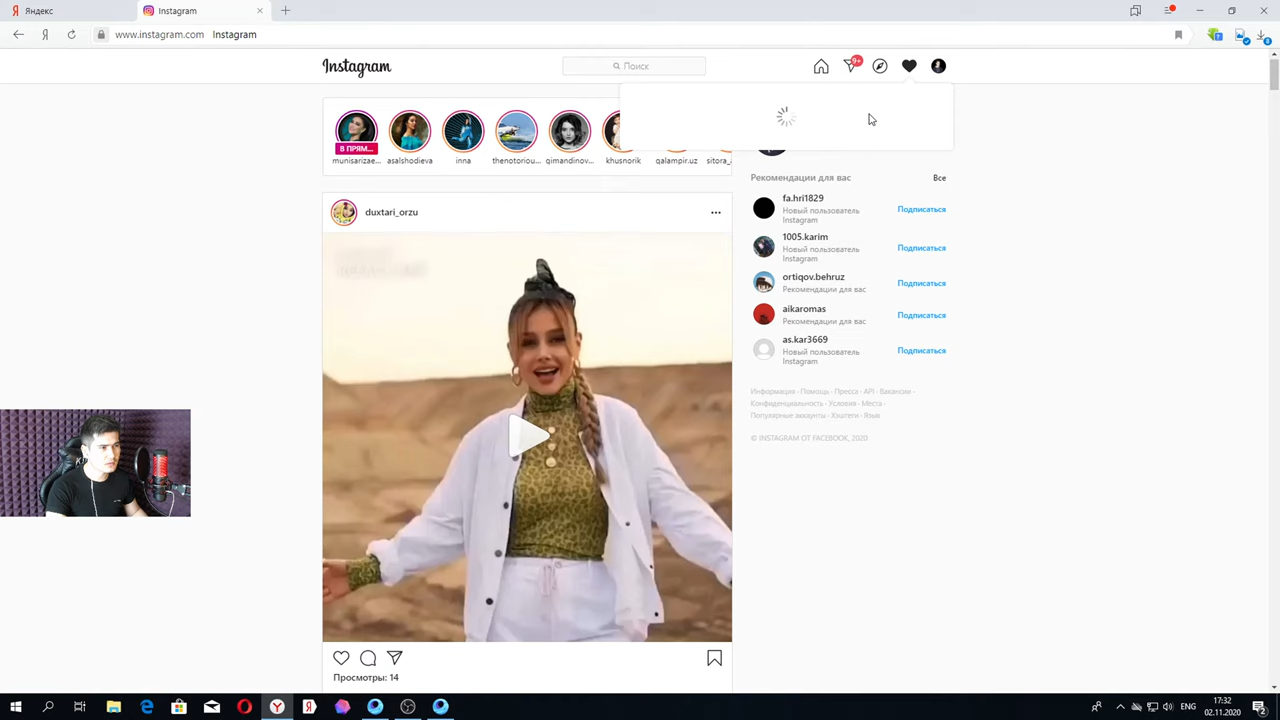 Яндекс
Instagram
www.instagram.com Instagram
Instagram
Поиск
9+
В ПРЯМ...
munisarizae...
asalshodieva
inna
thenotoriou...
qimandinov...
khusnorik
qalampir.uz
sitora_
Рекомендации для вас
Все
fa.hri1829
Новый пользователь
Instagram
Подписаться
1005.karim
Новый пользователь
Instagram
Подписаться
ortiqov.behruz
Рекомендации для вас
Подписаться
aikaromas
Рекомендации для вас
Подписаться
as.kar3669
Новый пользователь
Instagram
Подписаться
duxtari_orzu
Информация · Помощь · Пресса · API · Вакансии ·
Конфиденциальность · Условия · Места ·
Популярные аккаунты · Хэштеги · Язык
© INSTAGRAM ОТ FACEBOOK, 2020
Просмотры: 14
ENG
17:32
02.11.2020
2